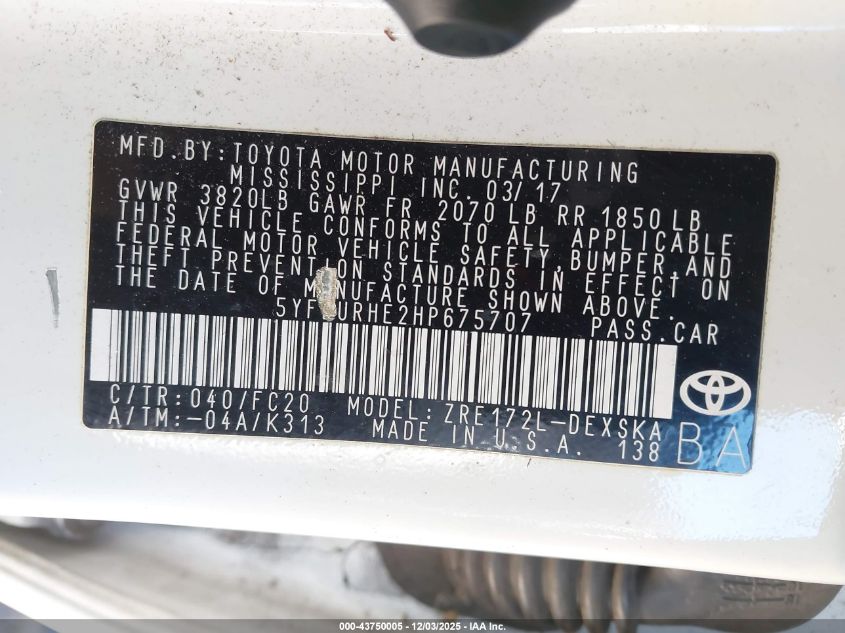 MFD.BY:TOYOTA MOTOR MANUFACTURING
MISSISSIPPI INC. 03/17
GVWR 3820LB GAWR FR 2070 LB RR 1850 LB
THIS VEHICLE CONFORMS TO ALL APPLICABLE
FEDERAL MOTOR VEHICLE SAFETY,BUMPER,AND
THEFT PREVENTION STANDARDS IN EFFECT ON
THE DATE OF MANUFACTURE SHOWN ABOVE.
PASS.CAR
C/TR:040/FC20 MODEL:ZRE172L-DEXSKA
A/TM:-04A/K313 MADE IN U.S.A. 138 BA
000-43750005 - 12/03/2025 - IAA Inc.